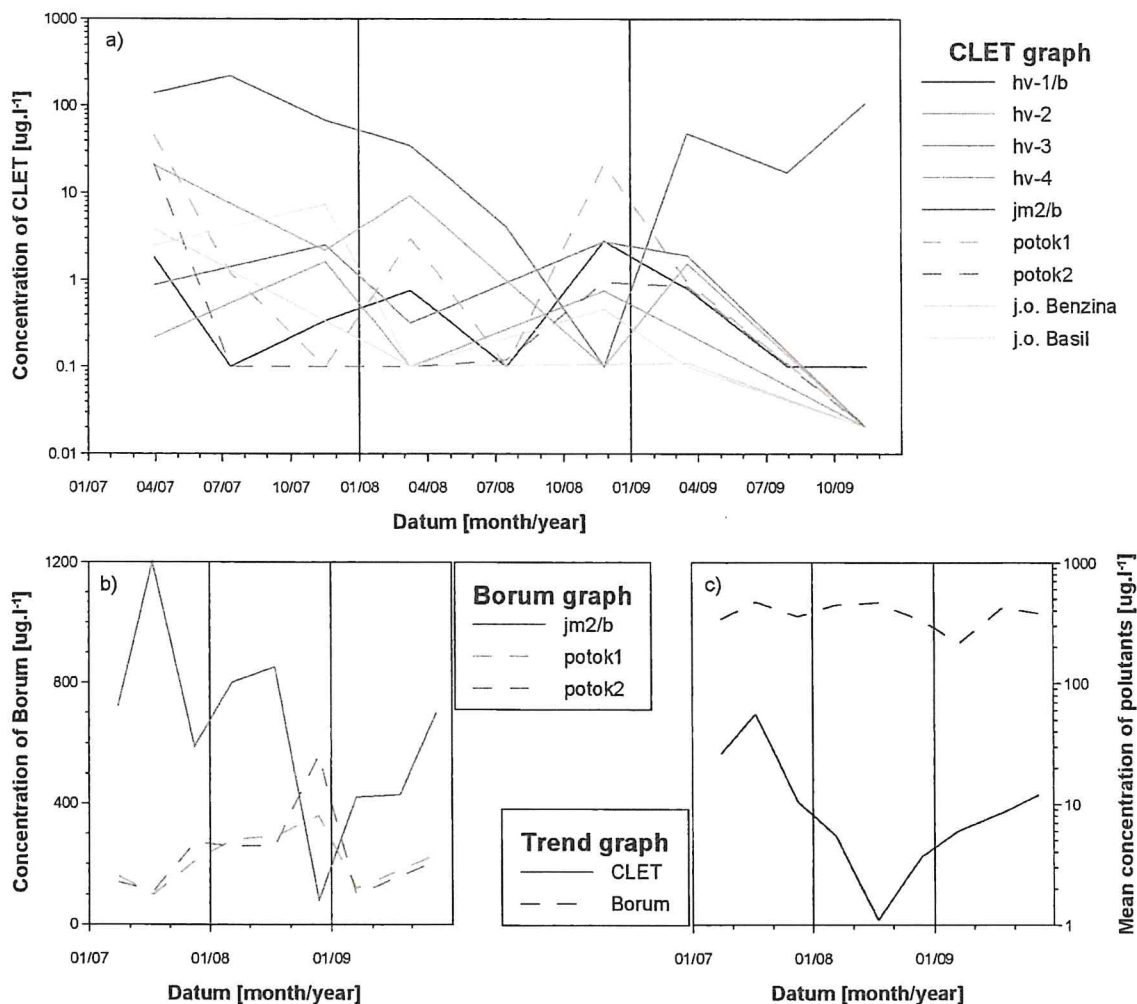 a)
Concentration of CLET [ug.l-1]
1000
100
10
1
0.1
0.01
01/07 04/07 07/07 10/07 01/08 04/08 07/08 10/08 01/09 04/09 07/09 10/09
Datum [month/year]
CLET graph
hv-1/b
hv-2
hv-3
hv-4
jm2/b
potok1
potok2
j.o. Benzina
j.o. Basil
b)
Concentration of Borum [ug.l-1]
1200
800
400
0
01/07 01/08 01/09
Datum [month/year]
Borum graph
jm2/b
potok1
potok2
Trend graph
CLET
Borum
c)
1000
100
10
1
Mean concentration of polutants [ug.l-1]
01/07 01/08 01/09
Datum [month/year]